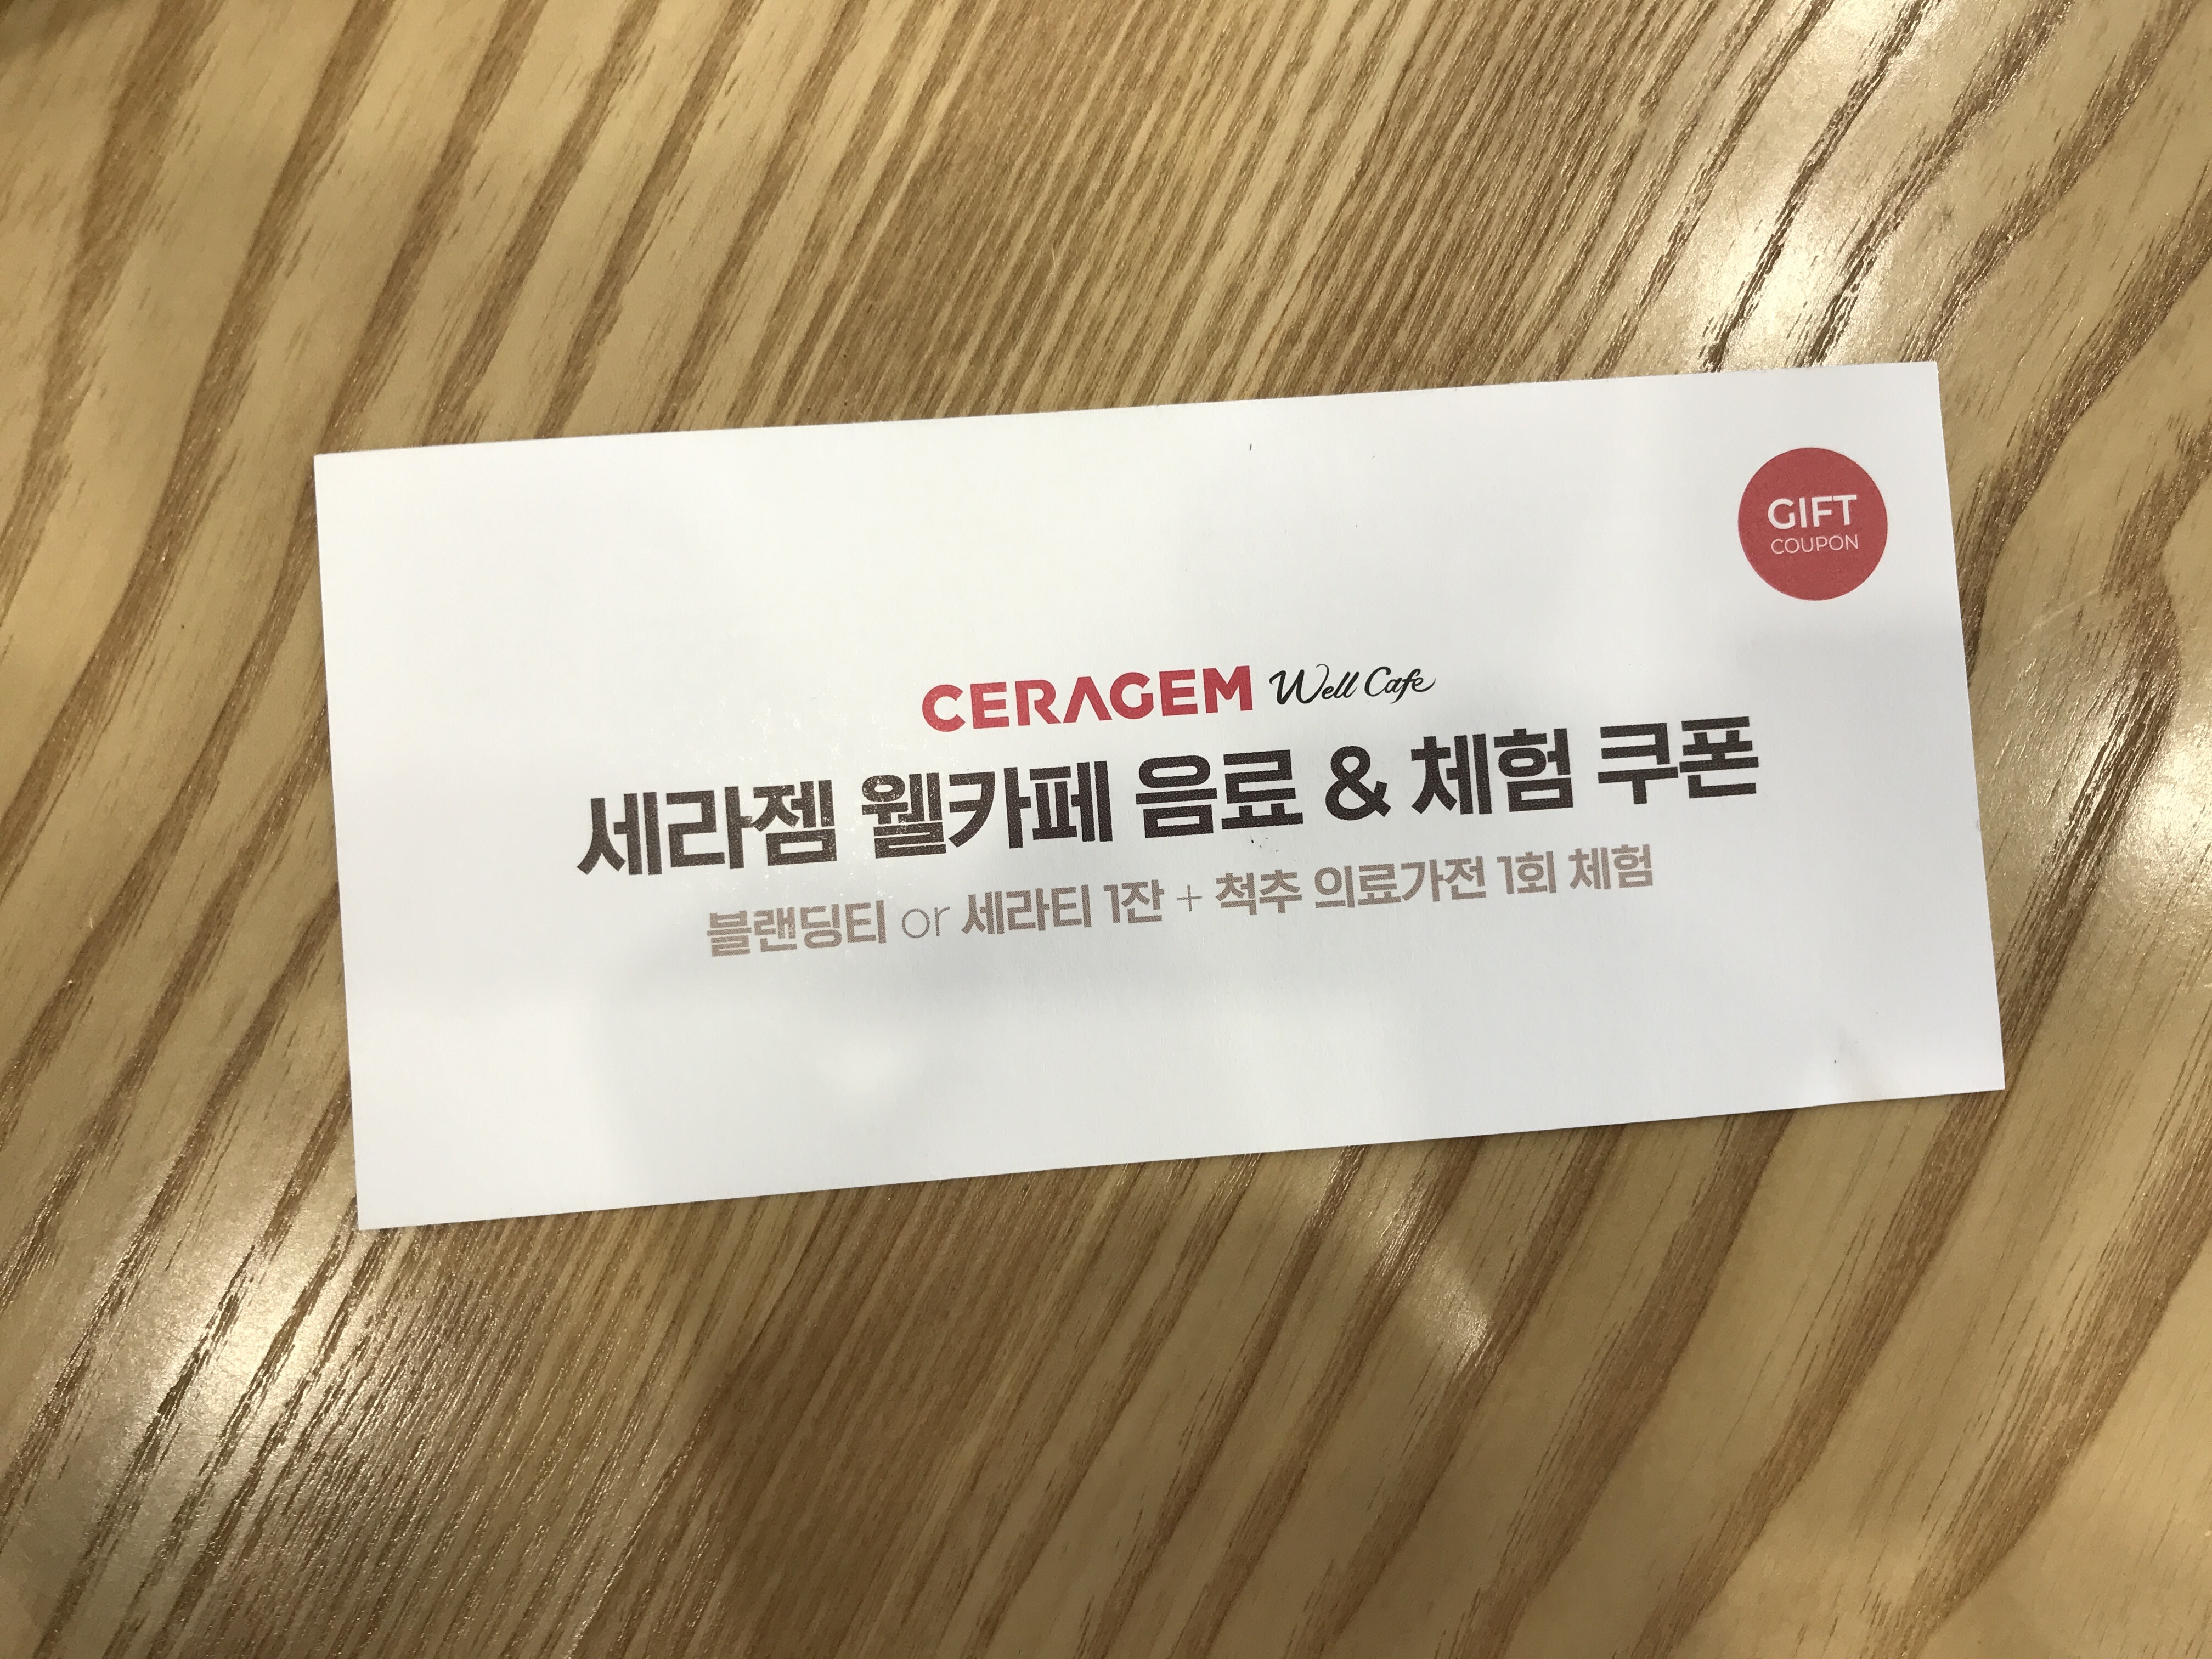 GIFT
COUPON
CERAGEM Well Cafe
세라젬 웰카페 음료 & 체험 쿠폰
블랜딩티 or 세라티 1잔 + 척추 의료가전 1회 체험